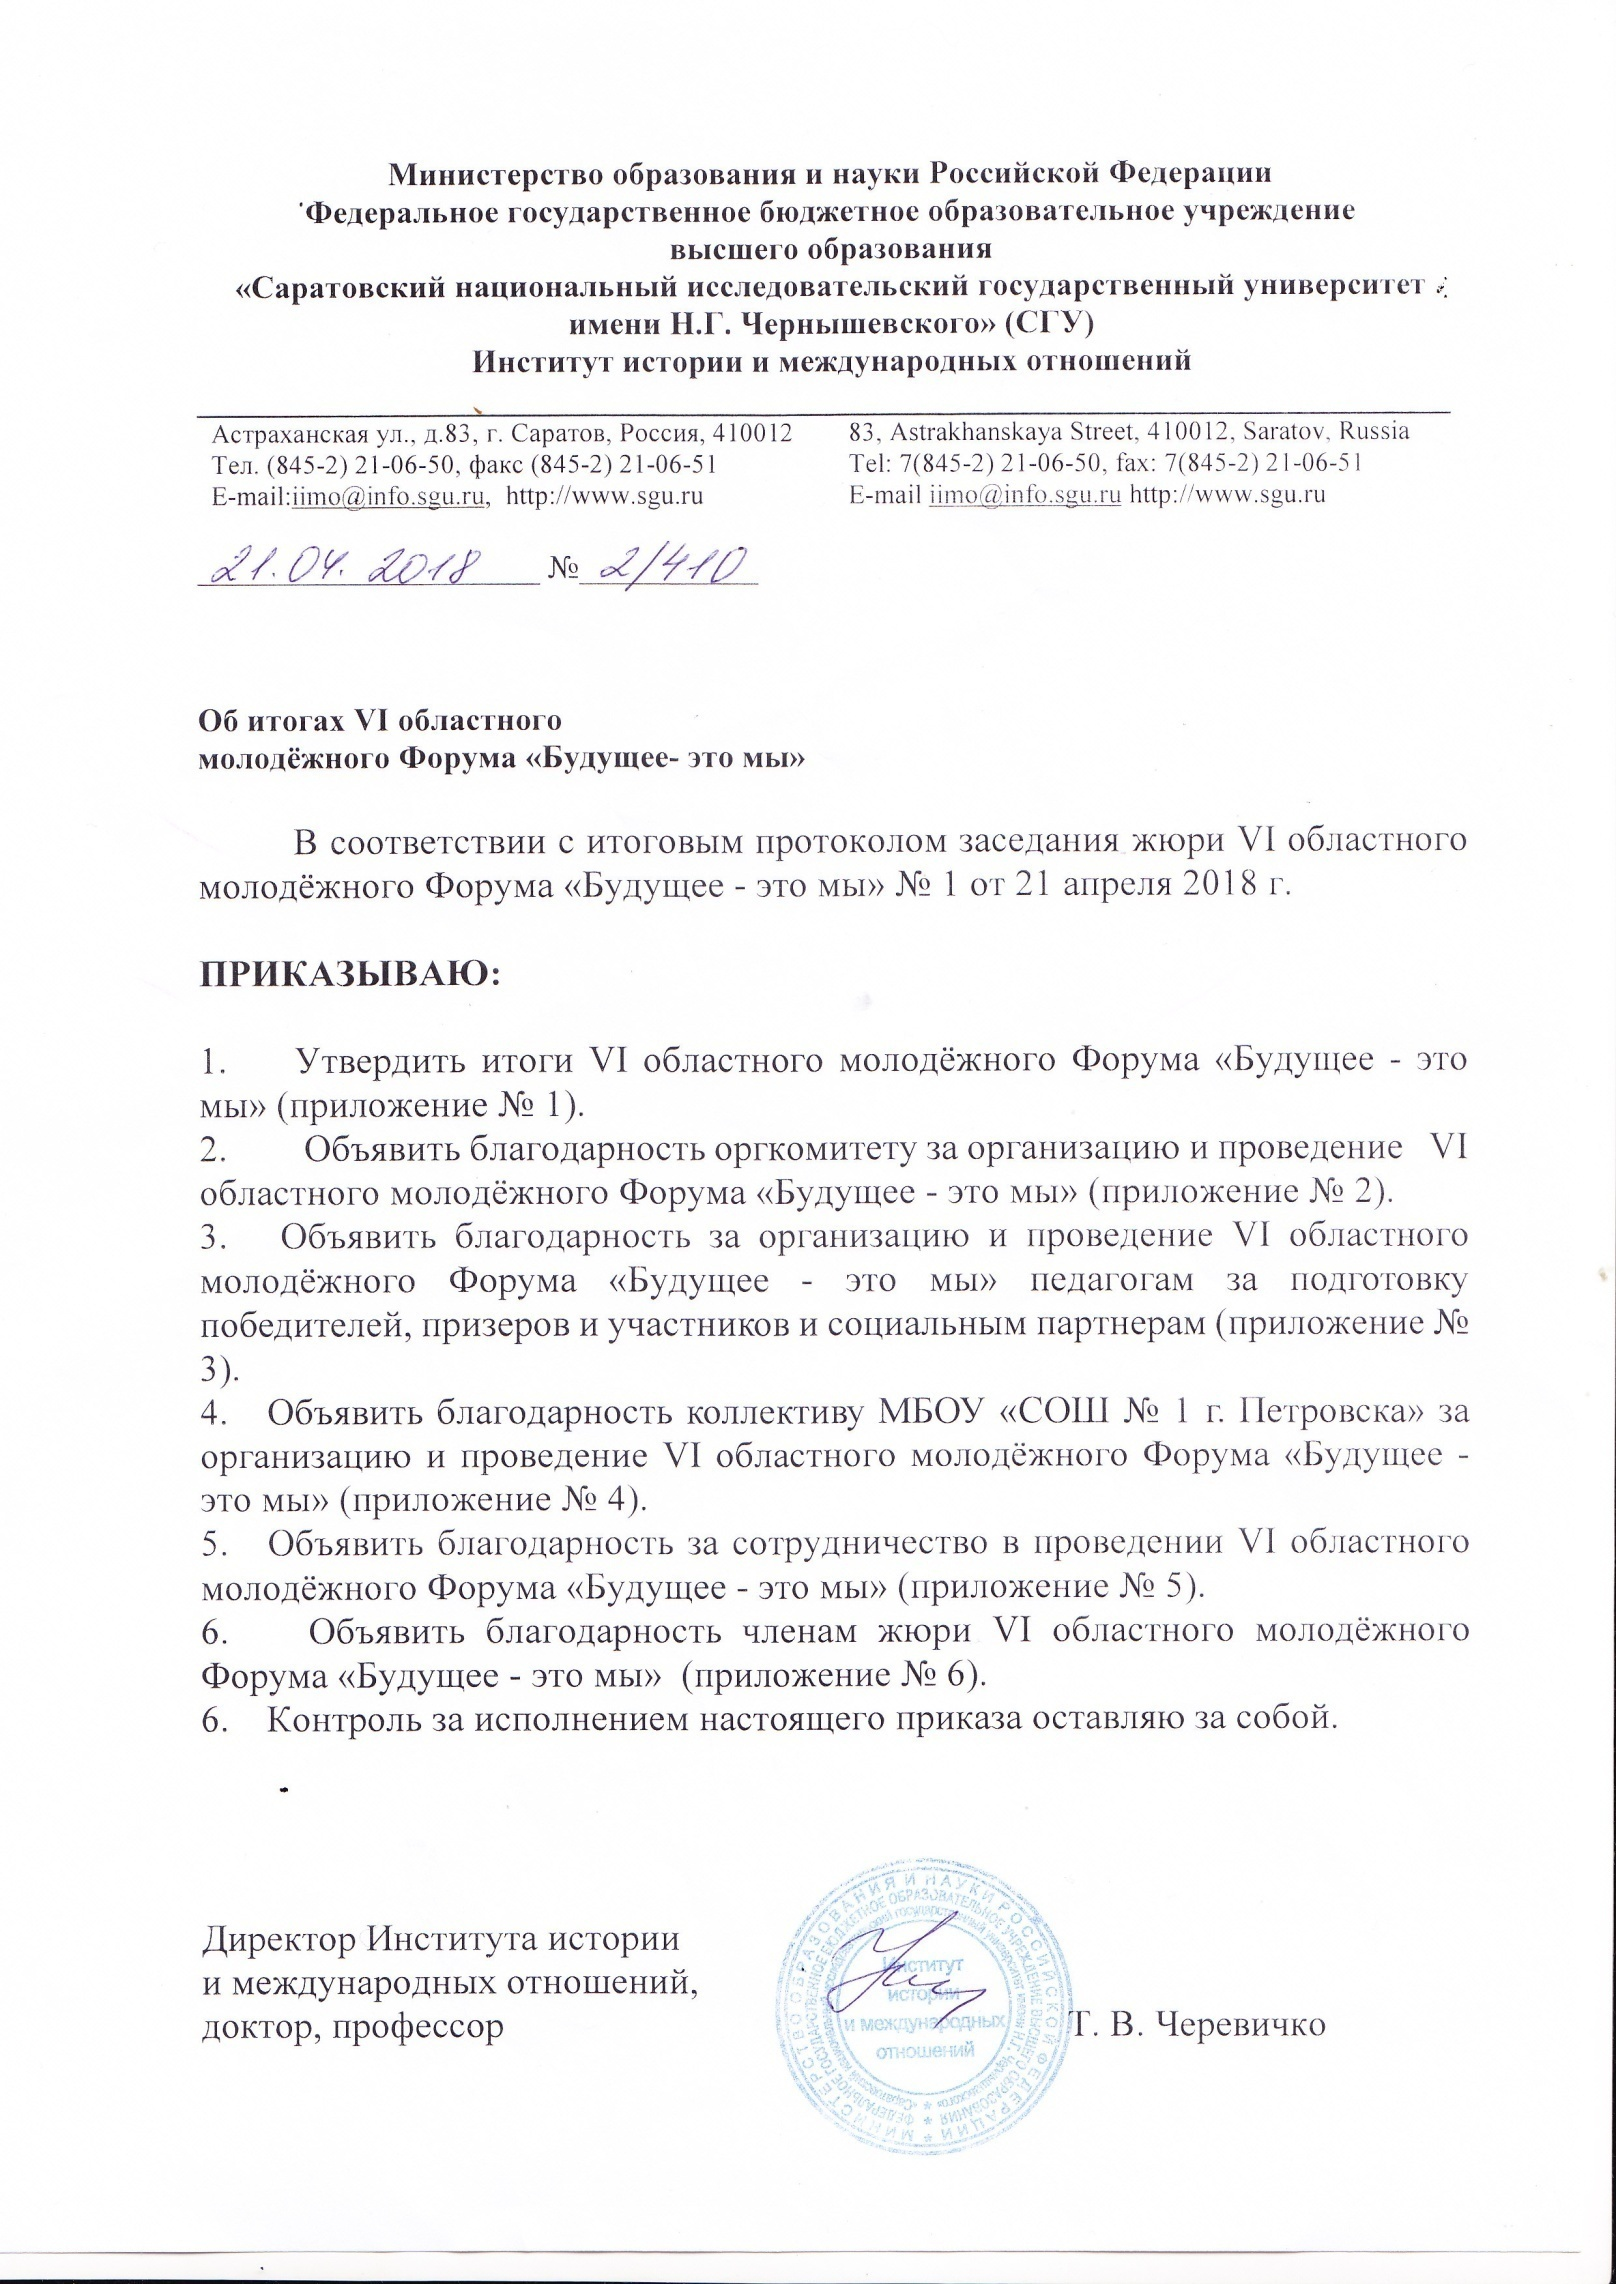 Министерство образования и науки Российской Федерации
Федеральное государственное бюджетное образовательное учреждение
высшего образования
«Саратовский национальный исследовательский государственный университет
имени Н.Г. Чернышевского» (СГУ)
Институт истории и международных отношений
Астраханская ул., д.83, г. Саратов, Россия, 410012
Тел. (845-2) 21-06-50, факс (845-2) 21-06-51
E-mail:iimo@info.sgu.ru, http://www.sgu.ru
83, Astrakhanskaya Street, 410012, Saratov, Russia
Tel: 7(845-2) 21-06-50, fax: 7(845-2) 21-06-51
E-mail iimo@info.sgu.ru http://www.sgu.ru
21.04.2018 № 2/410
Об итогах VI областного
молодёжного Форума «Будущее- это мы»
В соответствии с итоговым протоколом заседания жюри VI областного
молодёжного Форума «Будущее - это мы» № 1 от 21 апреля 2018 г.
ПРИКАЗЫВАЮ:
1. Утвердить итоги VI областного молодёжного Форума «Будущее - это
мы» (приложение № 1).
2. Объявить благодарность оргкомитету за организацию и проведение VI
областного молодёжного Форума «Будущее - это мы» (приложение № 2).
3. Объявить благодарность за организацию и проведение VI областного
молодёжного Форума «Будущее - это мы» педагогам за подготовку
победителей, призеров и участников и социальным партнерам (приложение №
3).
4. Объявить благодарность коллективу МБОУ «СОШ № 1 г. Петровска» за
организацию и проведение VI областного молодёжного Форума «Будущее -
это мы» (приложение № 4).
5. Объявить благодарность за сотрудничество в проведении VI областного
молодёжного Форума «Будущее - это мы» (приложение № 5).
6. Объявить благодарность членам жюри VI областного молодёжного
Форума «Будущее - это мы» (приложение № 6).
6. Контроль за исполнением настоящего приказа оставляю за собой.
Директор Института истории
и международных отношений,
доктор, профессор
Т. В. Черевичко
МИНИСТЕРСТВО ОБРАЗОВАНИЯ И НАУКИ РОССИЙСКОЙ ФЕДЕРАЦИИ
ФЕДЕРАЛЬНОЕ ГОСУДАРСТВЕННОЕ БЮДЖЕТНОЕ ОБРАЗОВАТЕЛЬНОЕ УЧРЕЖДЕНИЕ ВЫСШЕГО ОБРАЗОВАНИЯ
Институт
истории
и международных
отношений